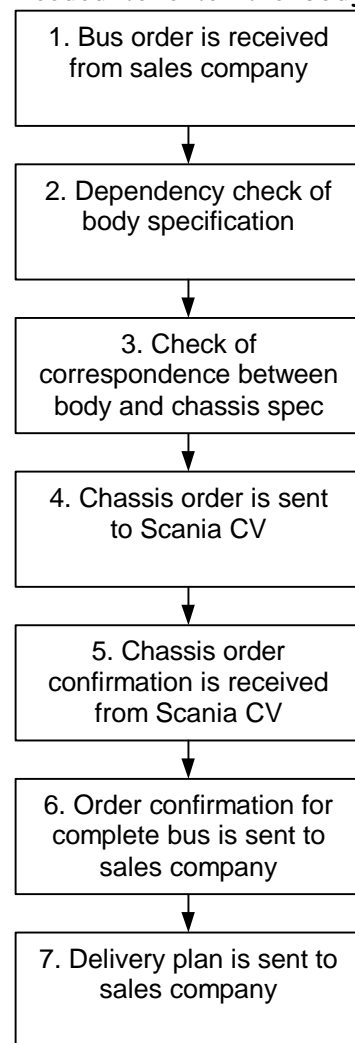 1. Bus order is received
from sales company
2. Dependency check of
body specification
3. Check of
correspondence between
body and chassis spec
4. Chassis order is sent
to Scania CV
5. Chassis order
confirmation is received
from Scania CV
6. Order confirmation for
complete bus is sent to
sales company
7. Delivery plan is sent to
sales company